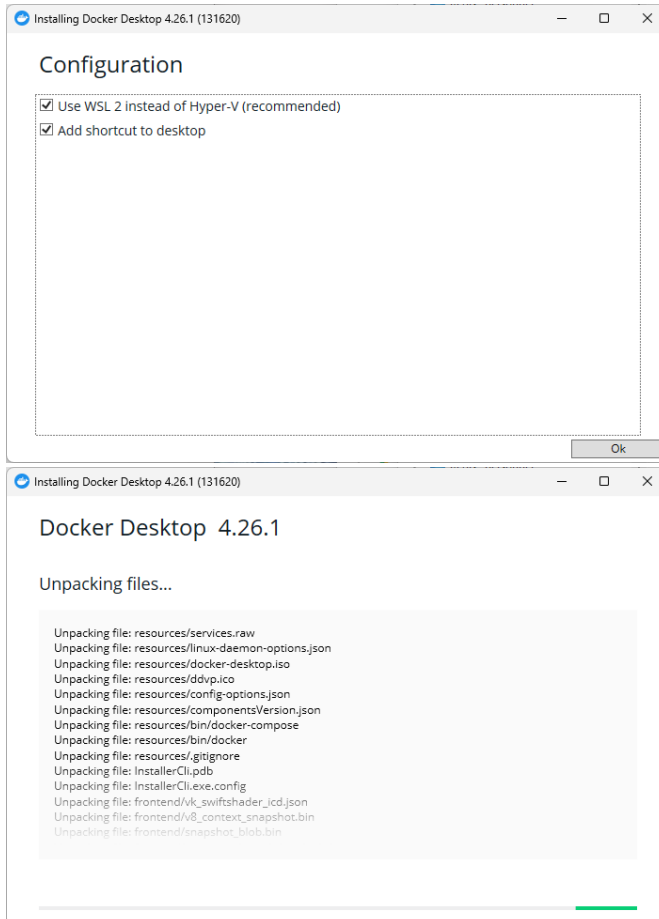 Installing Docker Desktop 4.26.1 (131620)
Configuration
Use WSL 2 instead of Hyper-V (recommended)
Add shortcut to desktop
Ok
Installing Docker Desktop 4.26.1 (131620)
Docker Desktop 4.26.1
Unpacking files...
Unpacking file: resources/services.raw
Unpacking file: resources/linux-daemon-options.json
Unpacking file: resources/docker-desktop.iso
Unpacking file: resources/ddvp.ico
Unpacking file: resources/config-options.json
Unpacking file: resources/componentsVersion.json
Unpacking file: resources/bin/docker-compose
Unpacking file: resources/bin/docker
Unpacking file: resources/.gitignore
Unpacking file: InstallerCli.pdb
Unpacking file: InstallerCli.exe.config
Unpacking file: frontend/vk_swiftshader_icd.json
Unpacking file: frontend/v8_context_snapshot.bin
Unpacking file: frontend/snapshot_blob.bin